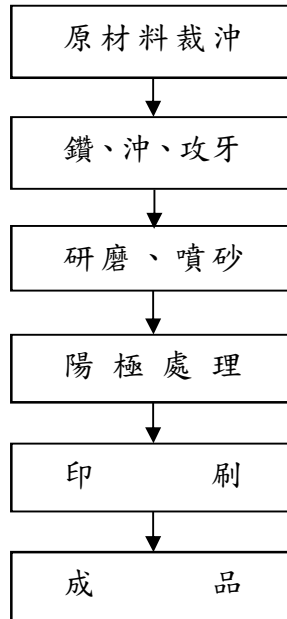 原材料裁沖
鑽、沖、攻牙
研磨、噴砂
陽極處理
印刷
成品